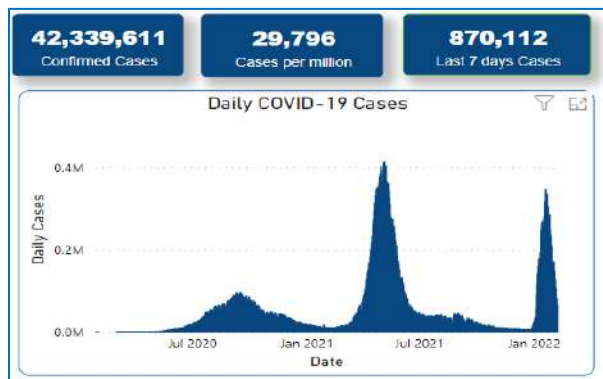 42,339,611
Confirmed Cases
29,796
Cases per million
870,112
Last 7 days Cases
Daily COVID-19 Cases
Daily Cases
0.4M
0.2M
0.0M
Jul 2020
Jan 2021
Jul 2021
Jan 2022
Date